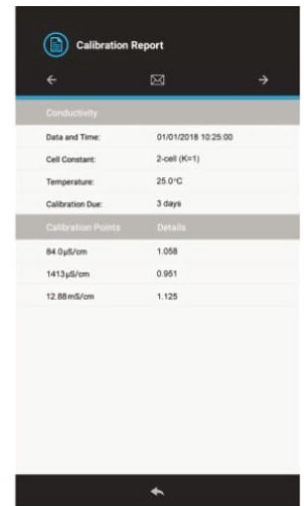 Calibration Report
Conductivity
Data and Time: 01/01/2018 10:25:00
Cell Constant: 2-cell (K=1)
Temperature: 25.0°C
Calibration Due: 3 days
Calibration Points Details
84.0μS/cm 1.058
1413μS/cm 0.951
12.88mS/cm 1.125